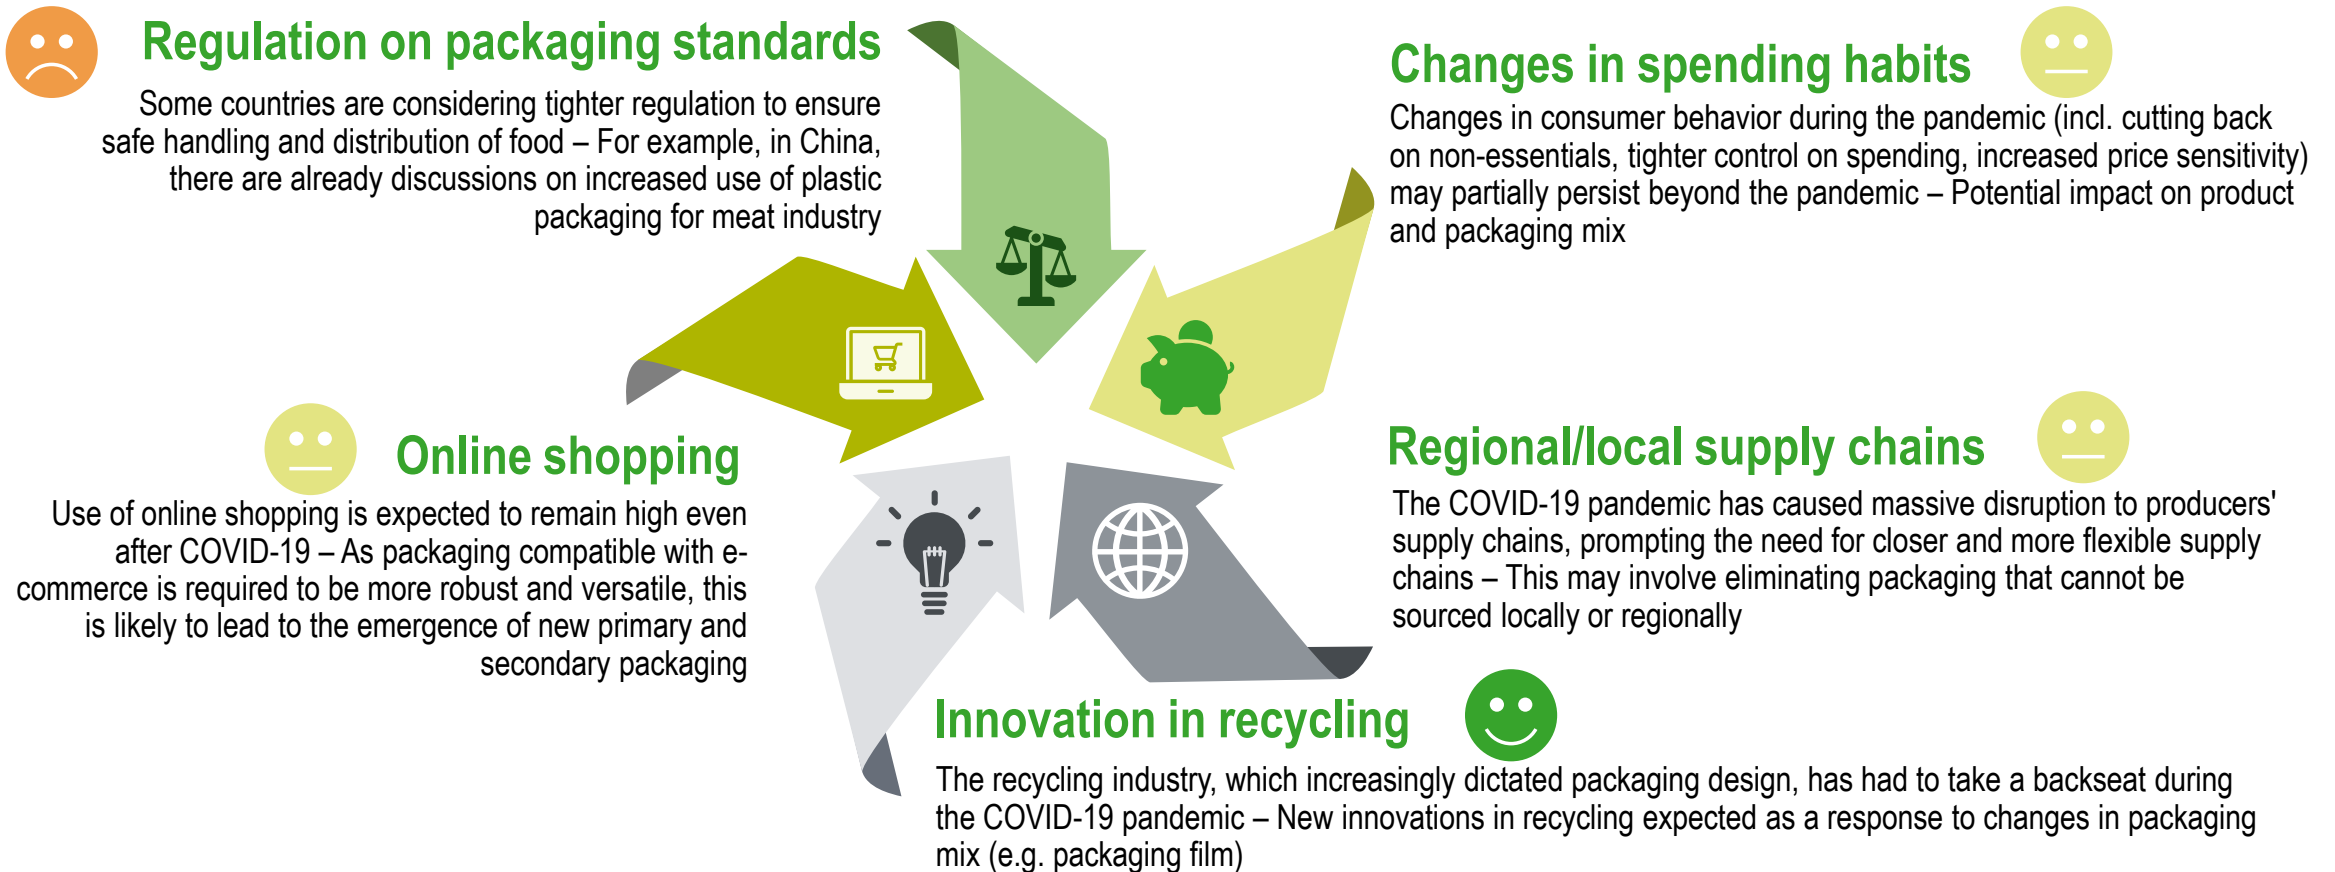 Regulation on packaging standards
Some countries are considering tighter regulation to ensure
safe handling and distribution of food – For example, in China,
there are already discussions on increased use of plastic
packaging for meat industry
Changes in spending habits
Changes in consumer behavior during the pandemic (incl. cutting back
on non-essentials, tighter control on spending, increased price sensitivity)
may partially persist beyond the pandemic – Potential impact on product
and packaging mix
Online shopping
Use of online shopping is expected to remain high even
after COVID-19 – As packaging compatible with e-
commerce is required to be more robust and versatile, this
is likely to lead to the emergence of new primary and
secondary packaging
Regional/local supply chains
The COVID-19 pandemic has caused massive disruption to producers'
supply chains, prompting the need for closer and more flexible supply
chains – This may involve eliminating packaging that cannot be
sourced locally or regionally
Innovation in recycling
The recycling industry, which increasingly dictated packaging design, has had to take a backseat during
the COVID-19 pandemic – New innovations in recycling expected as a response to changes in packaging
mix (e.g. packaging film)